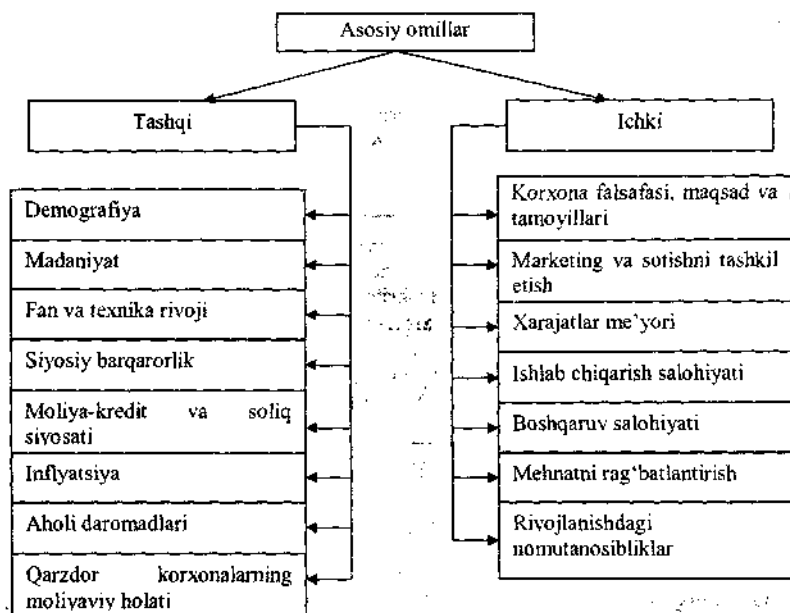 Asosiy omillar
Tashqi
Ichki
Demografiya
Madaniyat
Fan va texnika rivoji
Siyosiy barqarorlik
Moliya-kredit va soliq
siyosati
Inflyatsiya
Aholi daromadlari
Qarzdor korxonalarning
moliyaviy holati
Korxona falsafasi, maqsad va
tamoyillari
Marketing va sotishni tashkil
etish
Xarajatlar me'yori
Ishlab chiqarish salohiyati
Boshqaruv salohiyati
Mehnatni rag‘batlantirish
Rivojlanishdagi
nomutanosibliklar